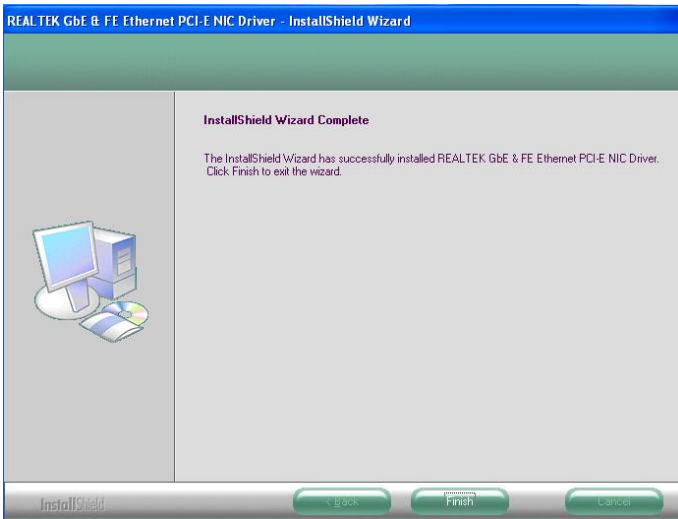 REALTEK GbE & FE Ethernet PCI-E NIC Driver - InstallShield Wizard
InstallShield Wizard Complete
The InstallShield Wizard has successfully installed REALTEK GbE & FE Ethernet PCI-E NIC Driver.
Click Finish to exit the wizard.
InstallShield
< Back
Finish
Cancel